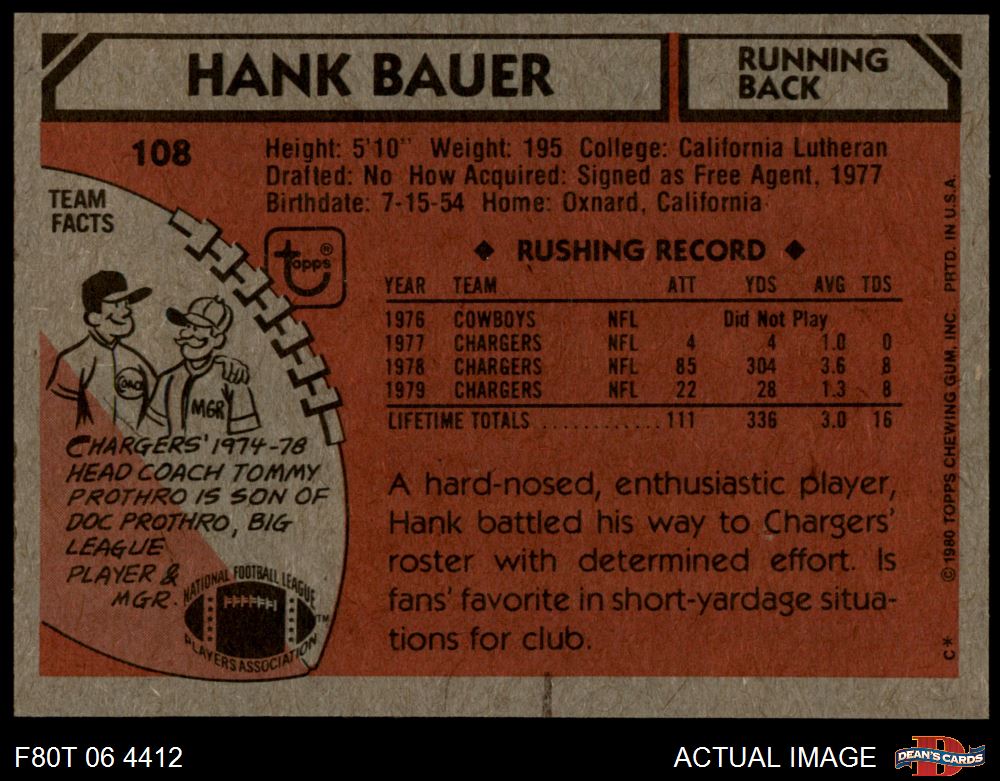 HANK BAUER
RUNNING
BACK
108
Height: 5'10" Weight: 195 College: California Lutheran
Drafted: No How Acquired: Signed as Free Agent, 1977
Birthdate: 7-15-54 Home: Oxnard, California
TEAM
FACTS
topps®
◆ RUSHING RECORD ◆
YEAR TEAM ATT YDS AVG TDS
1976 COWBOYS NFL Did Not Play
1977 CHARGERS NFL 4 4 1.0 0
1978 CHARGERS NFL 85 304 3.6 8
1979 CHARGERS NFL 22 28 1.3 8
LIFETIME TOTALS ............ 111 336 3.0 16
COACH
MGR
CHARGERS' 1974-78
HEAD COACH TOMMY
PROTHRO IS SON OF
DOC PROTHRO, BIG
LEAGUE
PLAYER &
MGR.
NATIONAL FOOTBALL LEAGUE
PLAYERS ASSOCIATION
TM
A hard-nosed, enthusiastic player,
Hank battled his way to Chargers'
roster with determined effort. Is
fans' favorite in short-yardage situa-
tions for club.
C* © 1980 TOPPS CHEWING GUM, INC. PRTD. IN U.S.A.
F80T 06 4412
ACTUAL IMAGE
D
DEAN'S CARDS